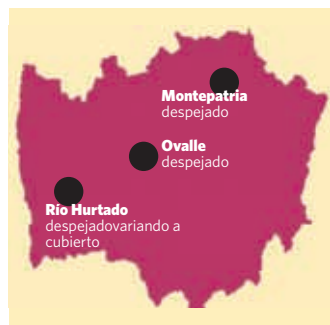 Montepatria
despejado
Ovalle
despejado
Río Hurtado
despejadovariando a
cubierto